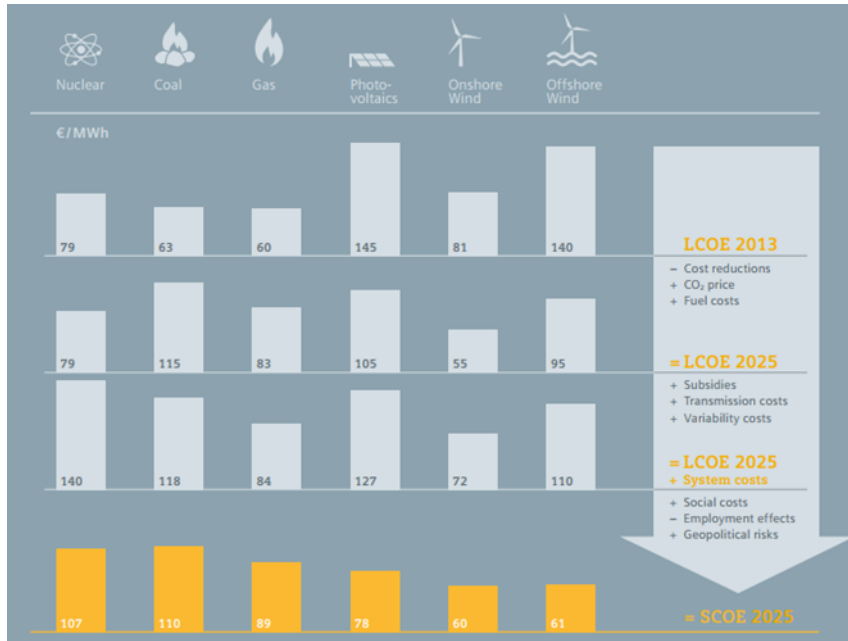 Nuclear
Coal
Gas
Photo-
voltaics
Onshore
Wind
Offshore
Wind
€/MWh
79 63 60 145 81 140
LCOE 2013
– Cost reductions
+ CO₂ price
+ Fuel costs
79 115 83 105 55 95
= LCOE 2025
+ Subsidies
+ Transmission costs
+ Variability costs
140 118 84 127 72 110
= LCOE 2025
+ System costs
+ Social costs
– Employment effects
+ Geopolitical risks
107 110 89 78 60 61
= SCOE 2025